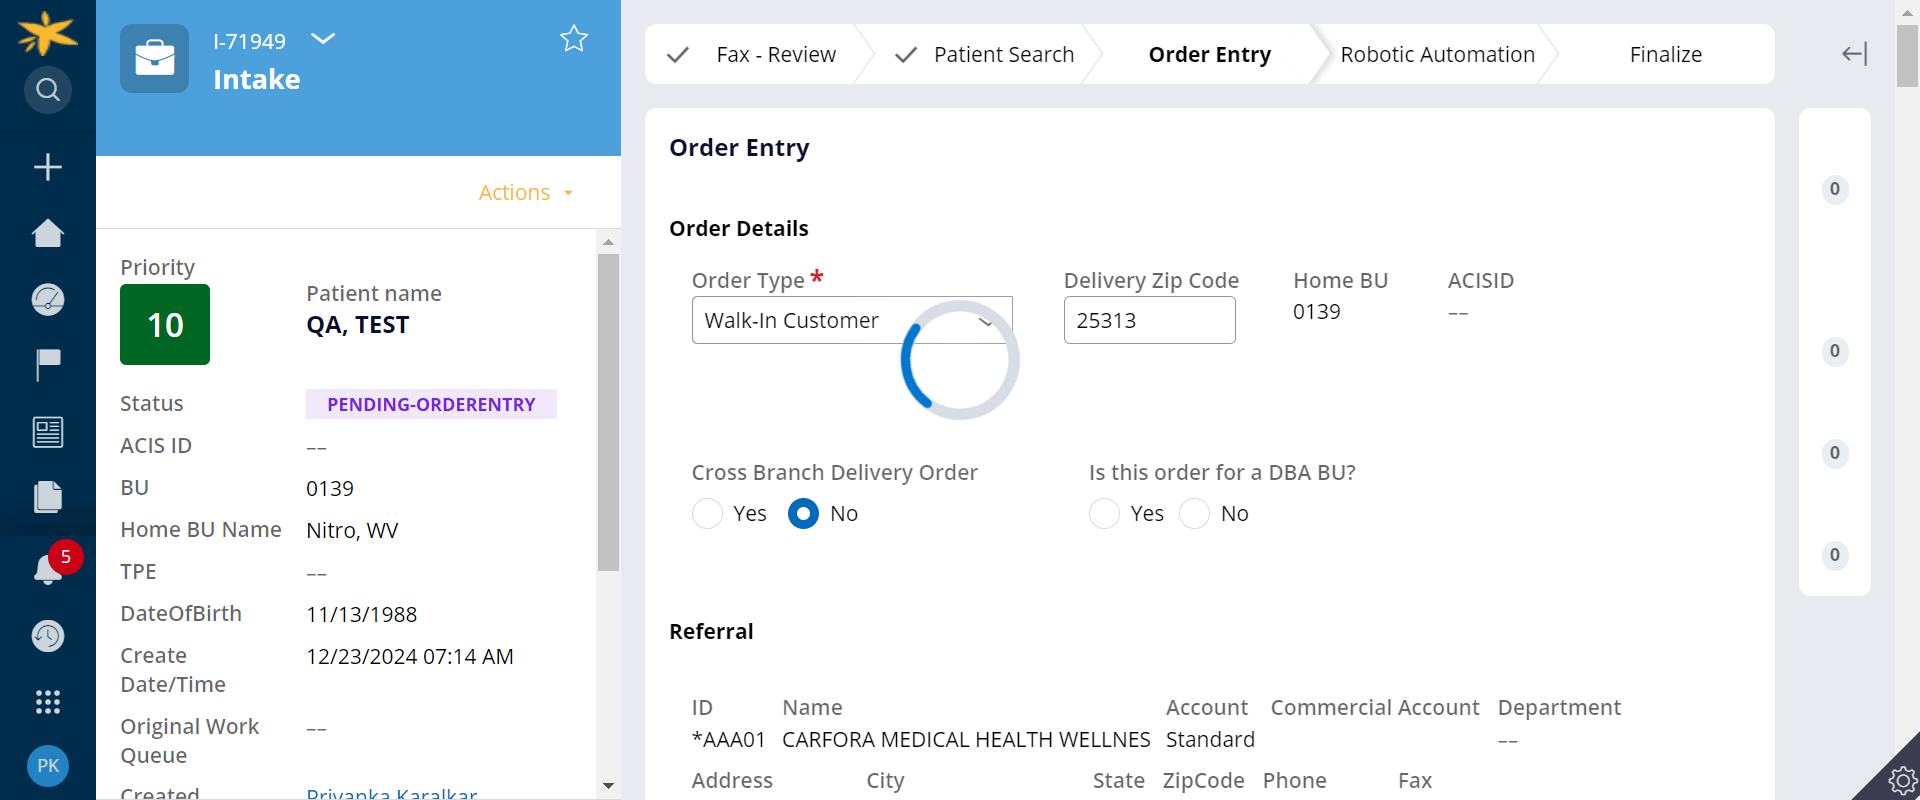 I-71949
Intake
Actions
Priority
10
Patient name
QA, TEST
Status
PENDING-ORDERENTRY
ACIS ID
––
BU
0139
Home BU Name
Nitro, WV
TPE
––
DateOfBirth
11/13/1988
Create
Date/Time
12/23/2024 07:14 AM
Original Work
Queue
––
Created
Priyanka Karalkar
5
PK
Fax - Review
Patient Search
Order Entry
Robotic Automation
Finalize
Order Entry
Order Details
Order Type *
Delivery Zip Code
Home BU
ACISID
Walk-In Customer
25313
0139
––
Cross Branch Delivery Order
Is this order for a DBA BU?
Yes No
Yes No
Referral
ID Name Account Commercial Account Department
*AAA01 CARFORA MEDICAL HEALTH WELLNES Standard ––
Address City State ZipCode Phone Fax
0
0
0
0